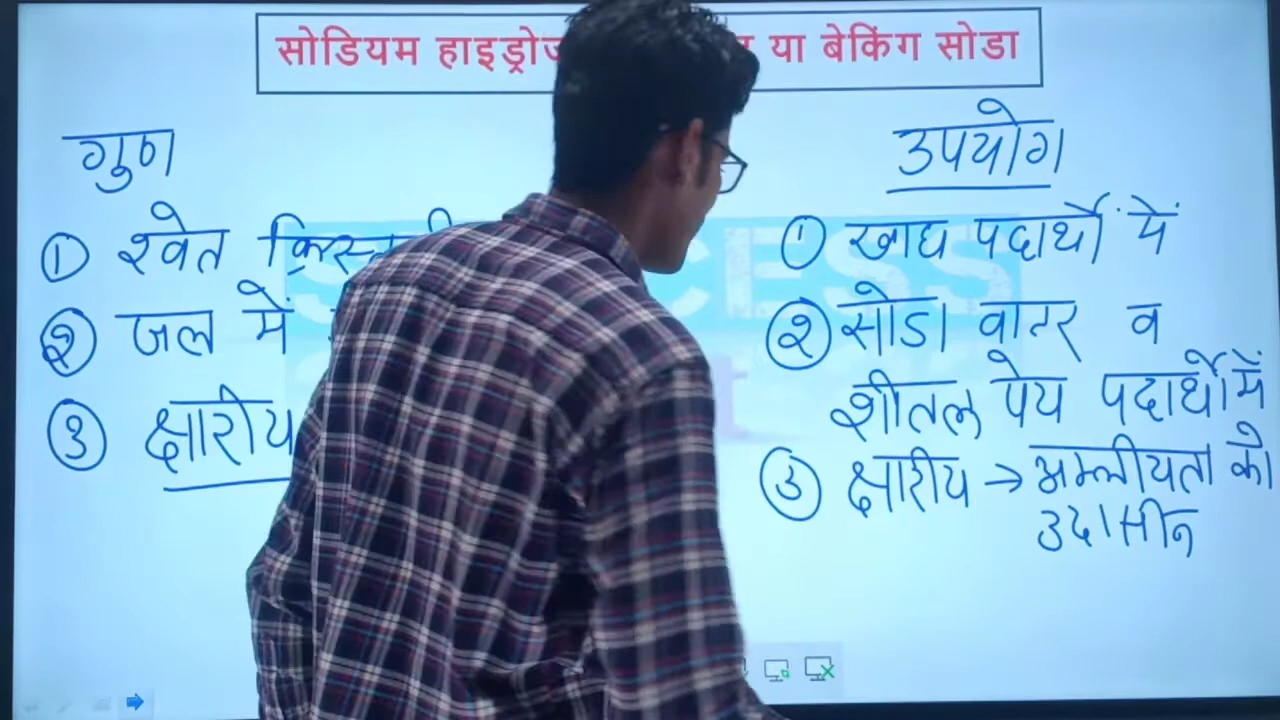 सोडियम हाइड्रोज या बेकिंग सोडा
गुण
① श्वेत
② जल में
③ क्षारीय
उपयोग
① खाद्य पदार्थों में
② सोडा वाटर व
शीतल पेय पदार्थों में
③ क्षारीय → अम्लीयता को
उदासीन